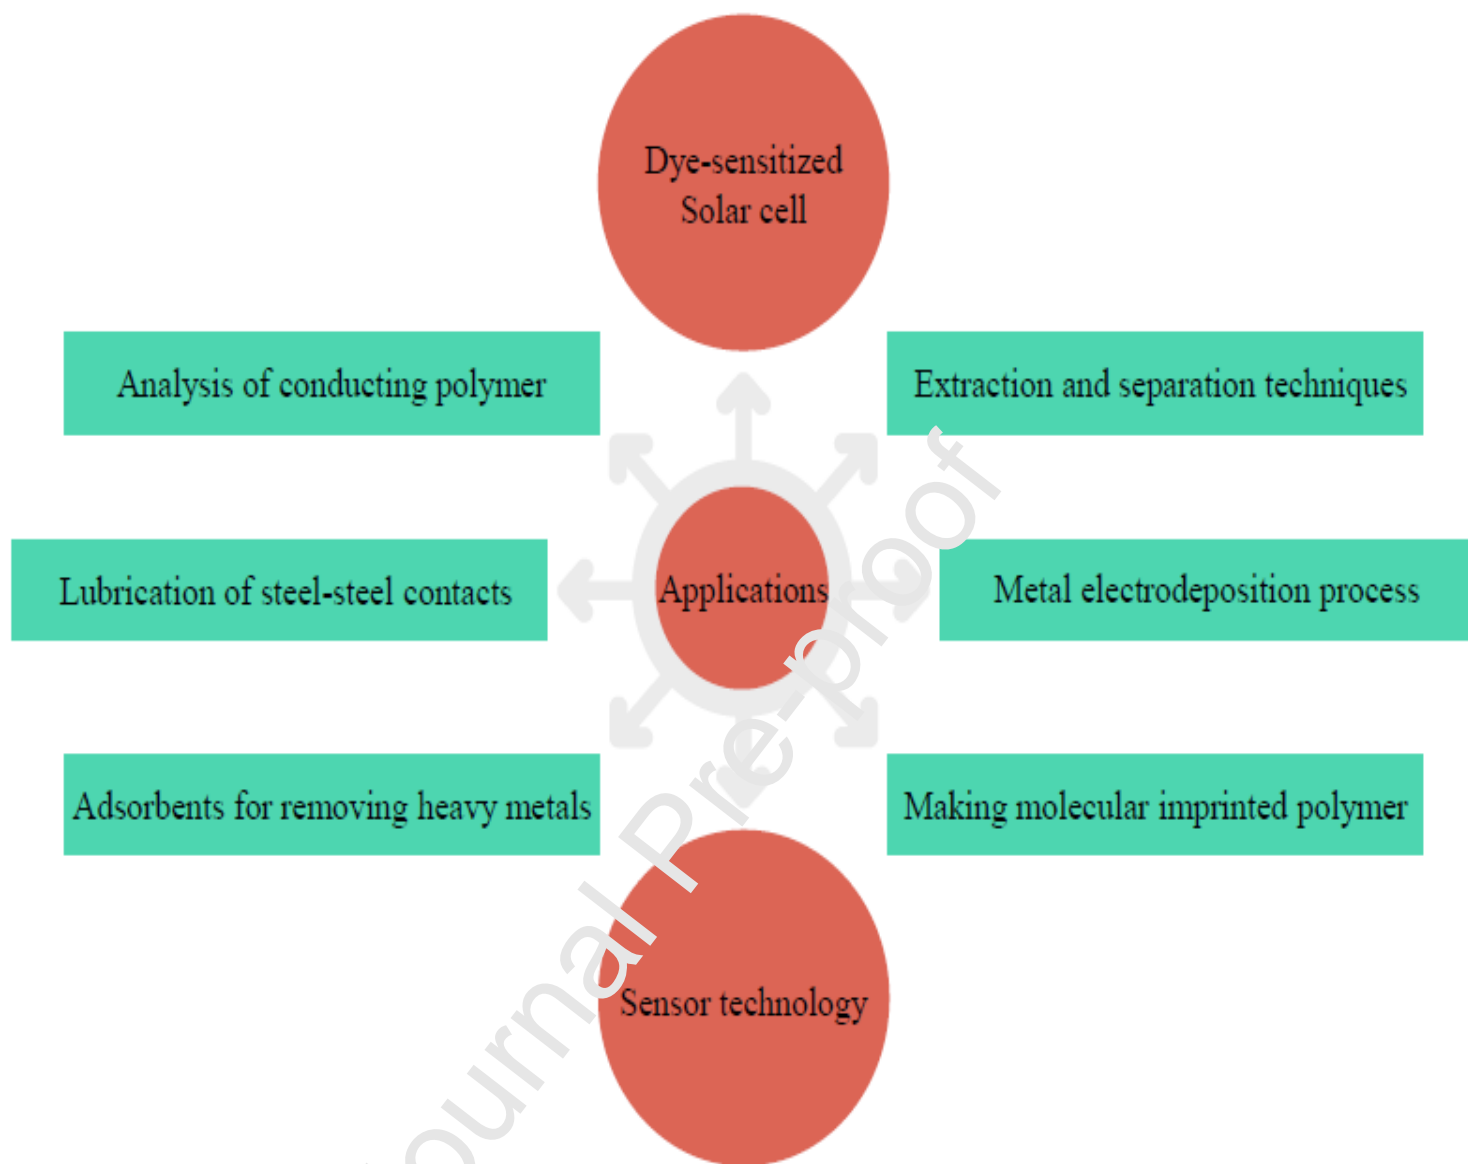 Dye-sensitized
Solar cell
Analysis of conducting polymer
Extraction and separation techniques
Lubrication of steel-steel contacts
Applications
Metal electrodeposition process
Adsorbents for removing heavy metals
Making molecular imprinted polymer
Sensor technology
Journal Pre-proof